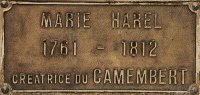 MARIE HAREL
1761 - 1812
CREATRICE DU CAMEMBERT